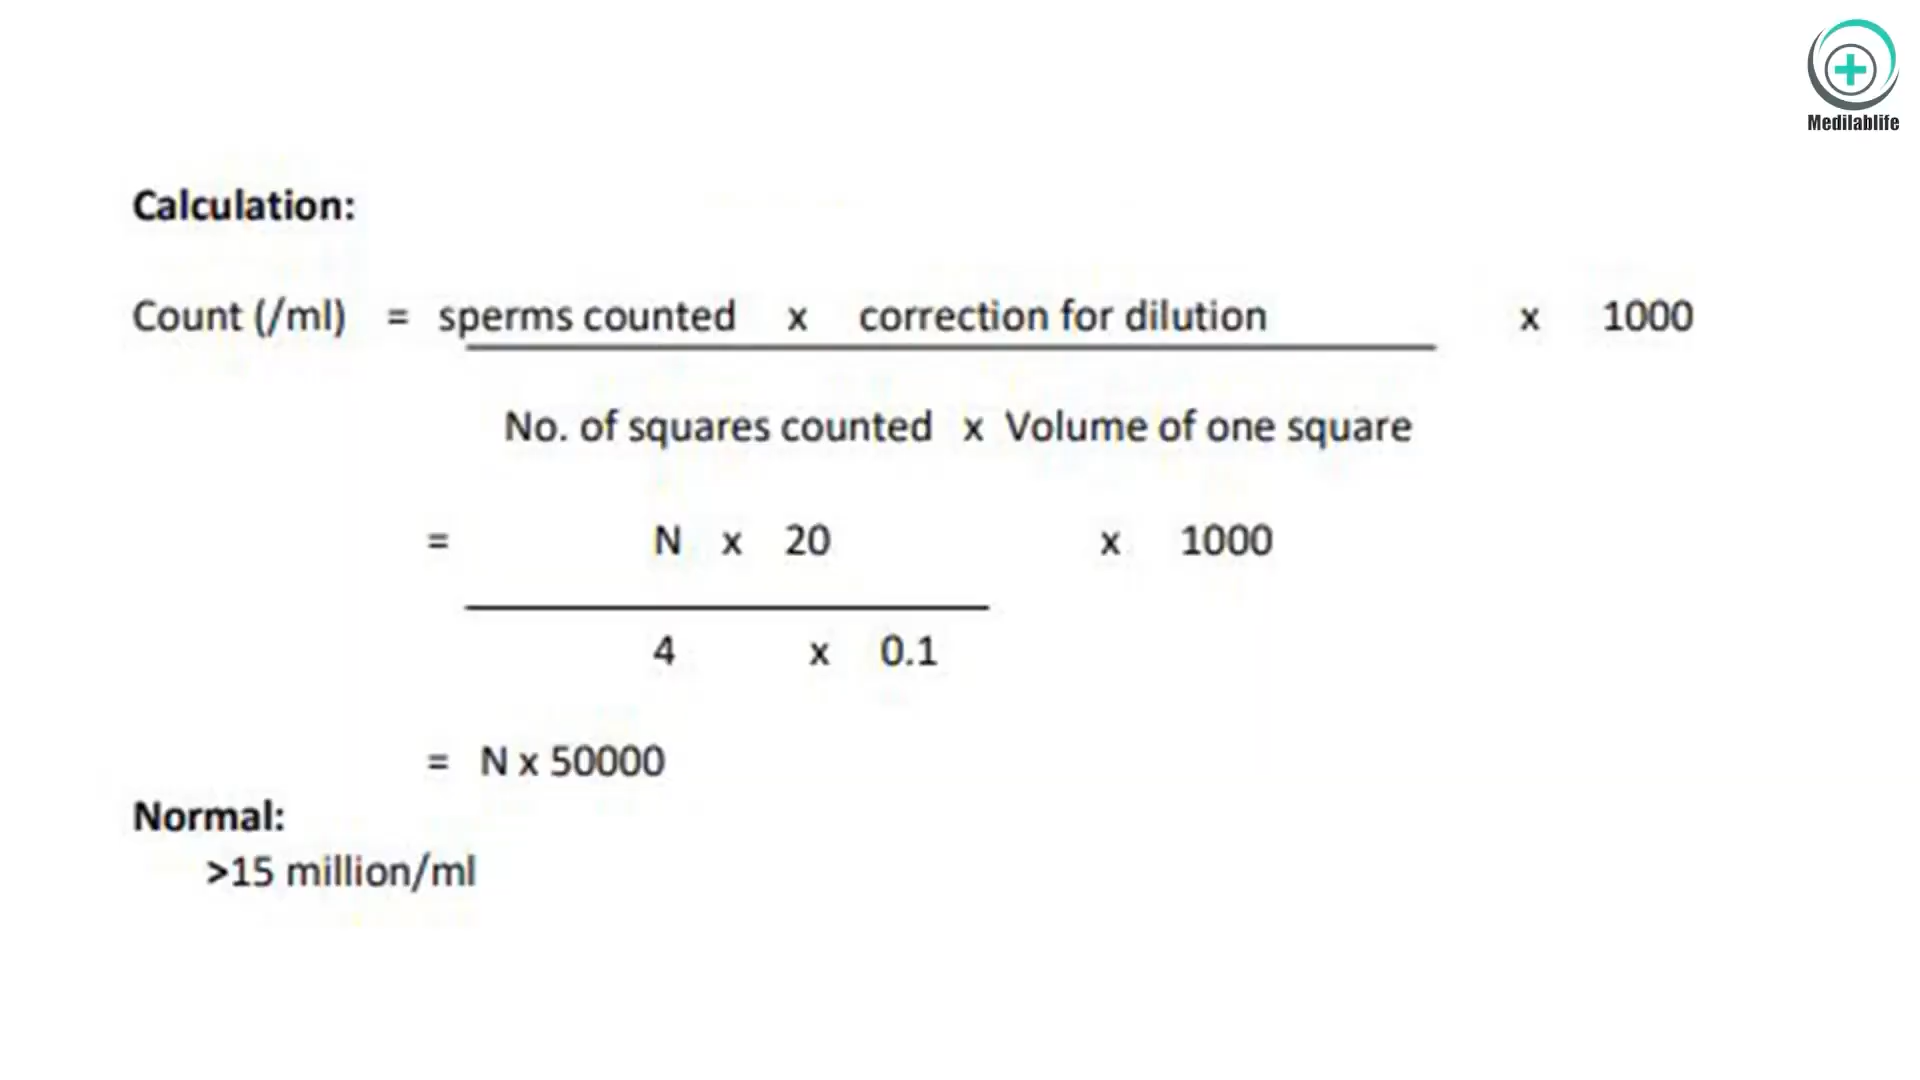 Medilablife
Calculation:
Count (/ml) = sperms counted x correction for dilution x 1000
No. of squares counted x Volume of one square
= N x 20 x 1000
4 x 0.1
= N x 50000
Normal:
>15 million/ml